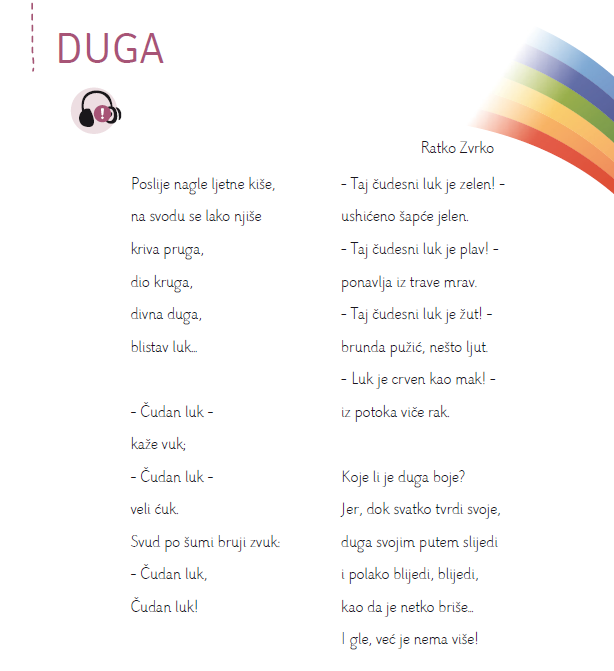 DUGA
Ratko Zvrko
Poslije nagle ljetne kiše,
na svodu se lako njiše
kriva pruga,
dio kruga,
divna duga,
blistav luk...
- Čudan luk -
kaže vuk;
- Čudan luk -
veli ćuk.
Svud po šumi bruji zvuk:
- Čudan luk,
Čudan luk!
- Taj čudesni luk je zelen! -
ushićeno šapće jelen.
- Taj čudesni luk je plav! -
ponavlja iz trave mrav.
- Taj čudesni luk je žut! -
brunda pužić, nešto ljut.
- Luk je crven kao mak! -
iz potoka viče rak.
Koje li je duga boje?
Jer, dok svatko tvrdi svoje,
duga svojim putem slijedi
i polako blijedi, blijedi,
kao da je netko briše...
I gle, već je nema više!